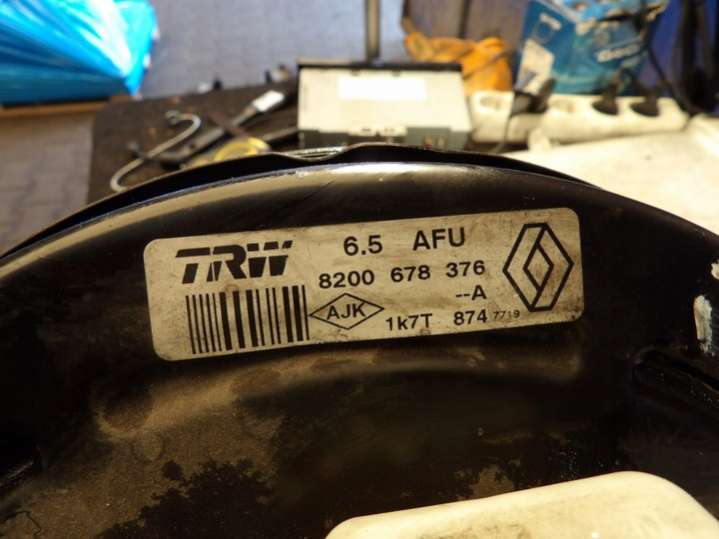 TRW
6.5 AFU
8200 678 376
--A
AJK
1k7T 874 7719